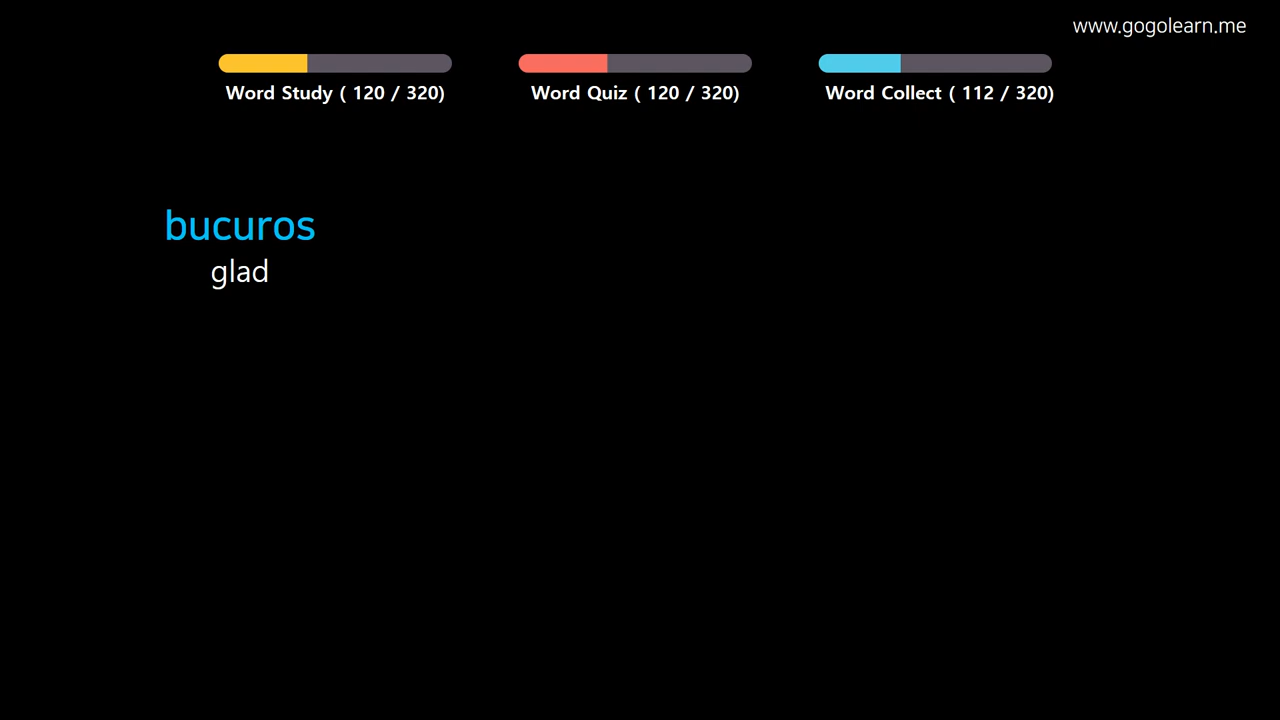 www.gogolearn.me
Word Study ( 120 / 320)
Word Quiz ( 120 / 320)
Word Collect ( 112 / 320)
bucuros
glad